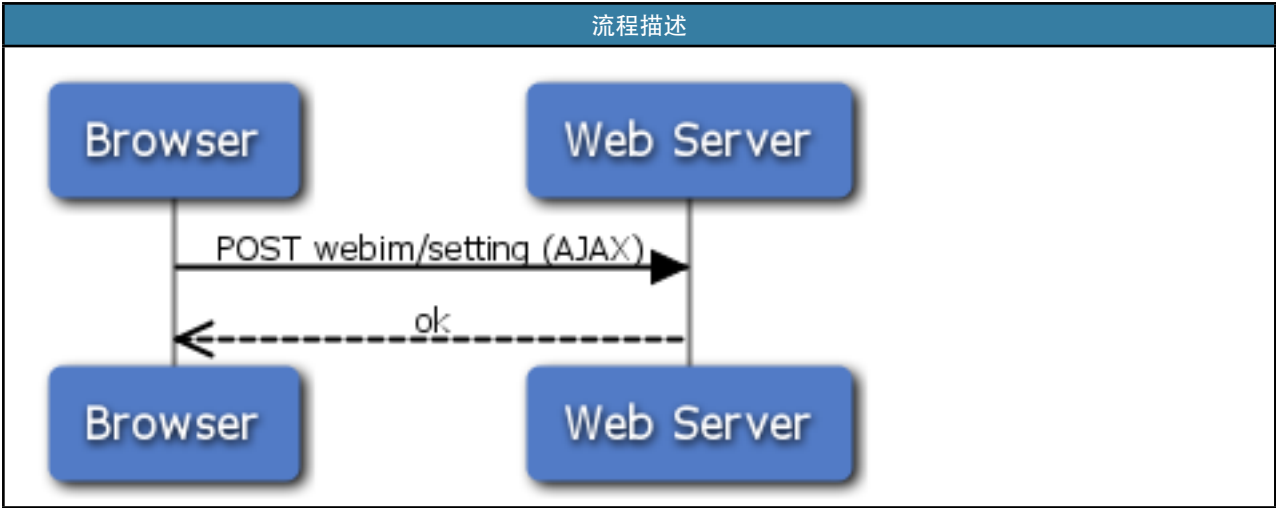 流程描述
Browser
Web Server
POST webim/setting (AJAX)
ok
Browser
Web Server